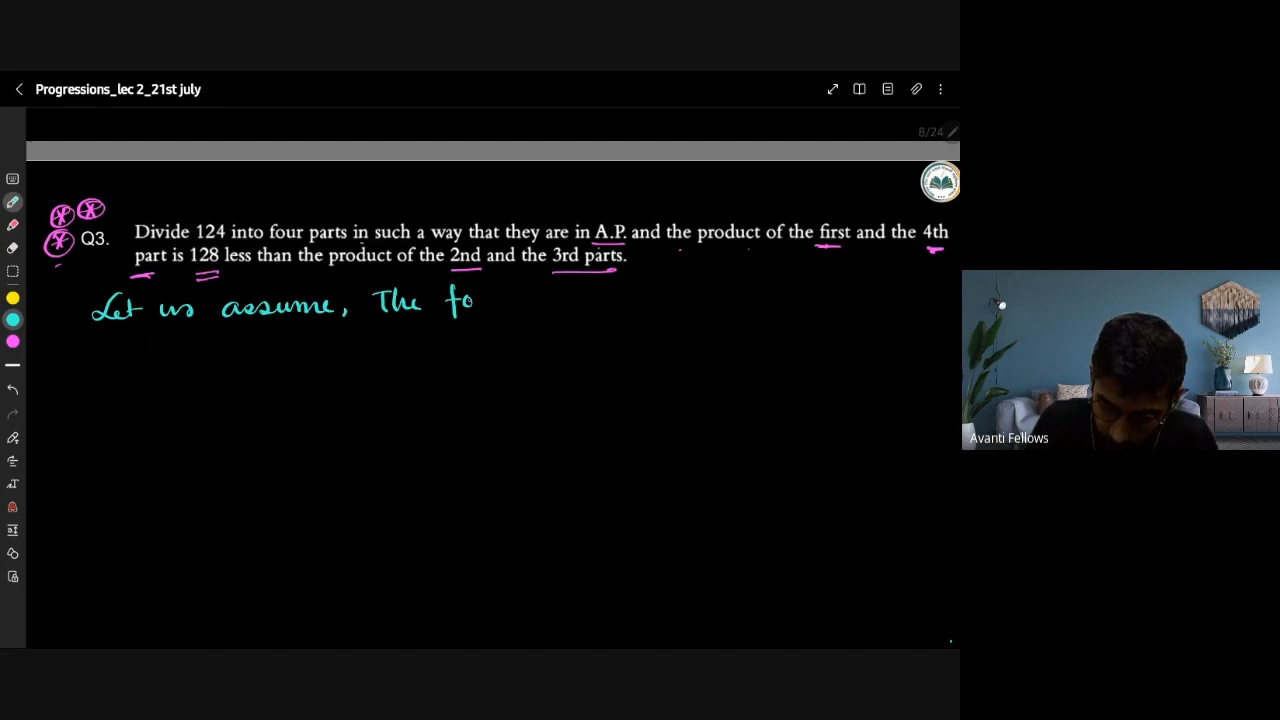 Progressions_lec 2_21st july
8/24
Q3. Divide 124 into four parts in such a way that they are in A.P. and the product of the first and the 4th
part is 128 less than the product of the 2nd and the 3rd parts.
Let us assume, The fo
Avanti Fellows